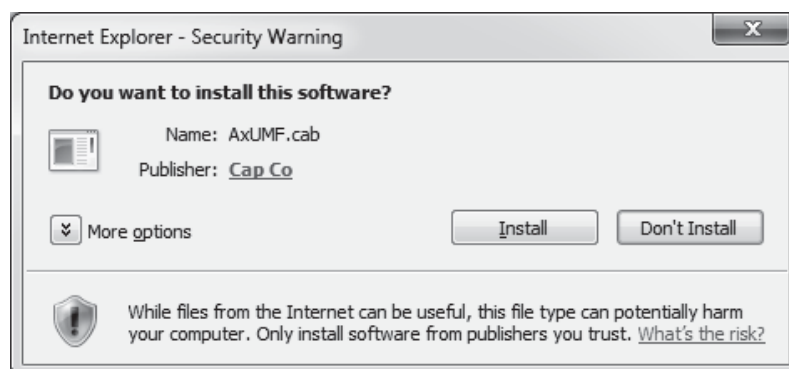 Internet Explorer - Security Warning
Do you want to install this software?
Name: AxUMF.cab
Publisher: Cap Co
More options
Install
Don't Install
While files from the Internet can be useful, this file type can potentially harm
your computer. Only install software from publishers you trust. What's the risk?